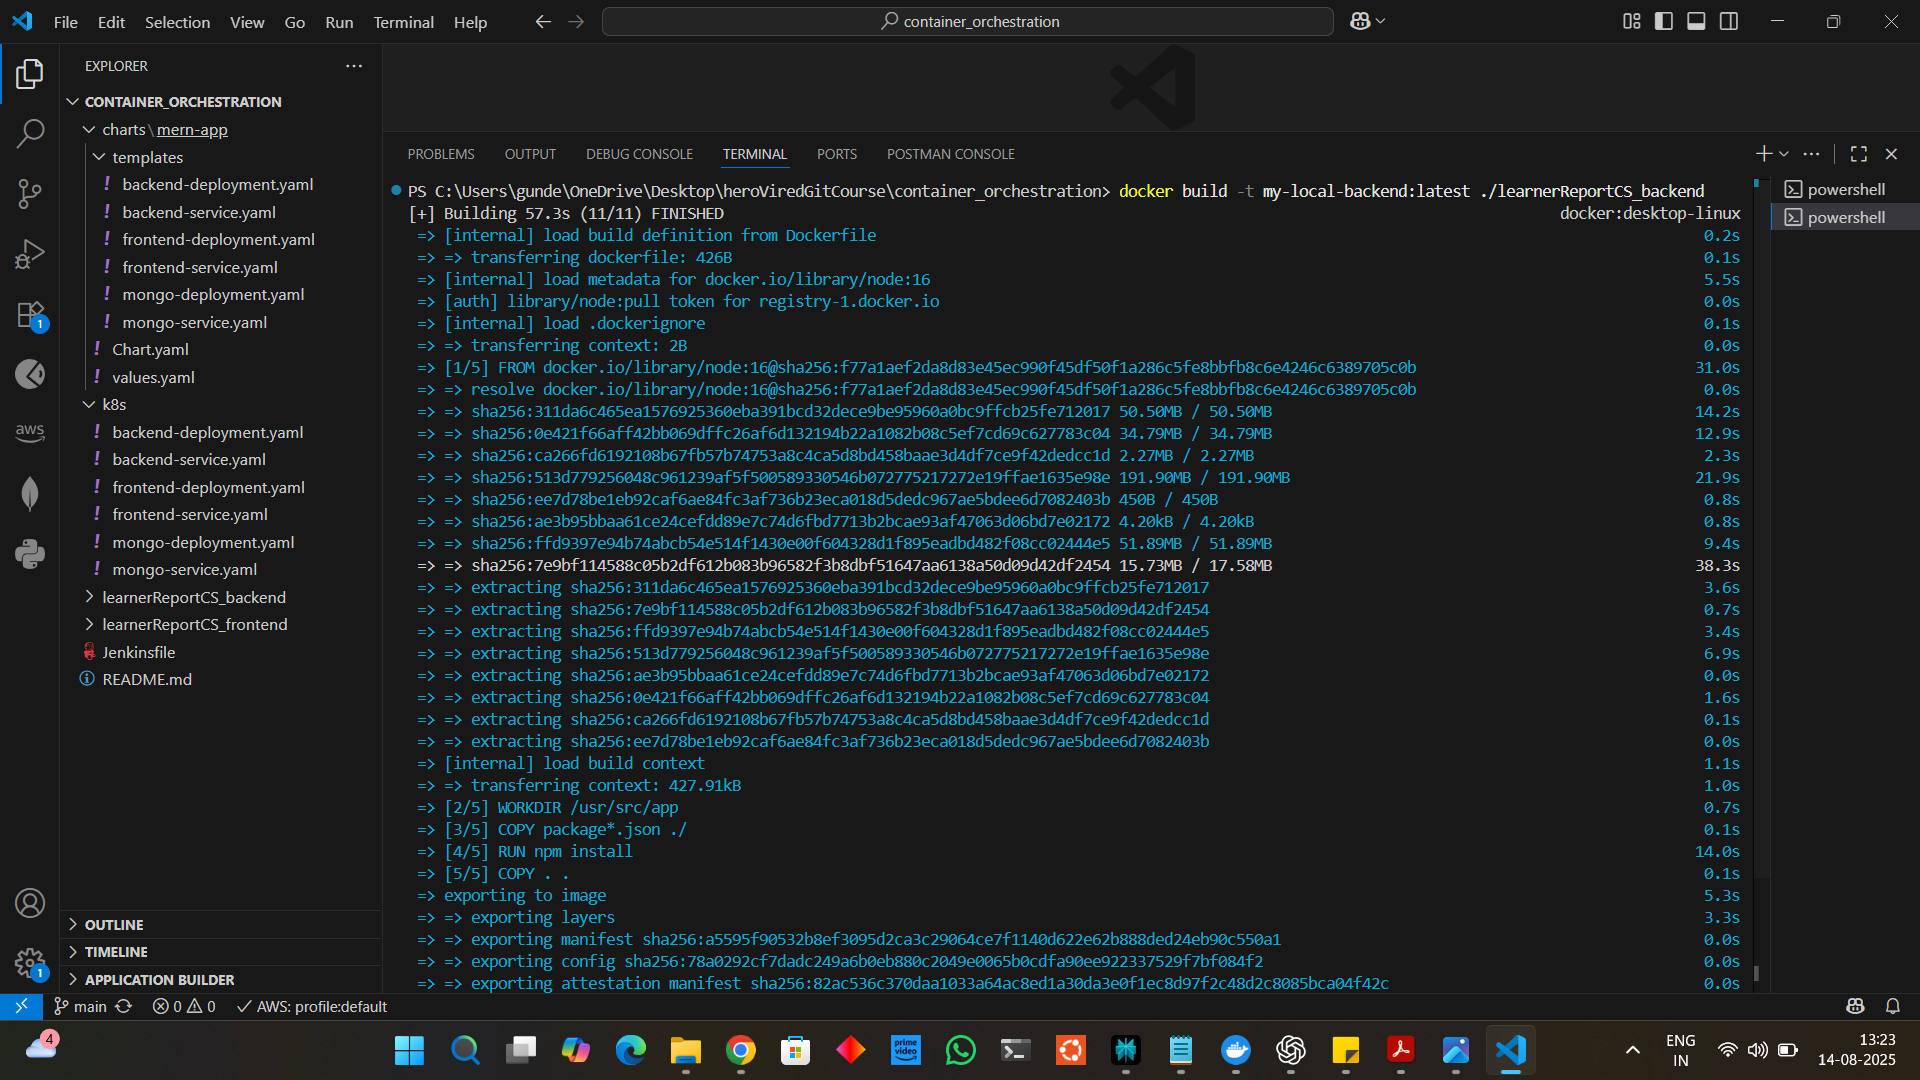 File Edit Selection View Go Run Terminal Help
container_orchestration
EXPLORER
CONTAINER_ORCHESTRATION
charts\mern-app
templates
backend-deployment.yaml
backend-service.yaml
frontend-deployment.yaml
frontend-service.yaml
mongo-deployment.yaml
mongo-service.yaml
Chart.yaml
values.yaml
k8s
backend-deployment.yaml
backend-service.yaml
frontend-deployment.yaml
frontend-service.yaml
mongo-deployment.yaml
mongo-service.yaml
learnerReportCS_backend
learnerReportCS_frontend
Jenkinsfile
README.md
OUTLINE
TIMELINE
APPLICATION BUILDER
1
aws
1
PROBLEMS OUTPUT DEBUG CONSOLE TERMINAL PORTS POSTMAN CONSOLE
powershell
powershell
PS C:\Users\gunde\OneDrive\Desktop\heroViredGitCourse\container_orchestration> docker build -t my-local-backend:latest ./learnerReportCS_backend
[+] Building 57.3s (11/11) FINISHED docker:desktop-linux
=> [internal] load build definition from Dockerfile 0.2s
=> => transferring dockerfile: 426B 0.1s
=> [internal] load metadata for docker.io/library/node:16 5.5s
=> [auth] library/node:pull token for registry-1.docker.io 0.0s
=> [internal] load .dockerignore 0.1s
=> => transferring context: 2B 0.0s
=> [1/5] FROM docker.io/library/node:16@sha256:f77a1aef2da8d83e45ec990f45df50f1a286c5fe8bbfb8c6e4246c6389705c0b 31.0s
=> => resolve docker.io/library/node:16@sha256:f77a1aef2da8d83e45ec990f45df50f1a286c5fe8bbfb8c6e4246c6389705c0b 0.0s
=> => sha256:311da6c465ea1576925360eba391bcd32dece9be95960a0bc9ffcb25fe712017 50.50MB / 50.50MB 14.2s
=> => sha256:0e421f66aff42bb069dffc26af6d132194b22a1082b08c5ef7cd69c627783c04 34.79MB / 34.79MB 12.9s
=> => sha256:ca266fd6192108b67fb57b74753a8c4ca5d8bd458baae3d4df7ce9f42dedcc1d 2.27MB / 2.27MB 2.3s
=> => sha256:513d779256048c961239af5f500589330546b072775217272e19ffae1635e98e 191.90MB / 191.90MB 21.9s
=> => sha256:ee7d78be1eb92caf6ae84fc3af736b23eca018d5dedc967ae5bdee6d7082403b 450B / 450B 0.8s
=> => sha256:ae3b95bbaa61ce24cefdd89e7c74d6fbd7713b2bcae93af47063d06bd7e02172 4.20kB / 4.20kB 0.8s
=> => sha256:ffd9397e94b74abcb54e514f1430e00f604328d1f895eadbd482f08cc02444e5 51.89MB / 51.89MB 9.4s
=> => sha256:7e9bf114588c05b2df612b083b96582f3b8dbf51647aa6138a50d09d42df2454 15.73MB / 17.58MB 38.3s
=> => extracting sha256:311da6c465ea1576925360eba391bcd32dece9be95960a0bc9ffcb25fe712017 3.6s
=> => extracting sha256:7e9bf114588c05b2df612b083b96582f3b8dbf51647aa6138a50d09d42df2454 0.7s
=> => extracting sha256:ffd9397e94b74abcb54e514f1430e00f604328d1f895eadbd482f08cc02444e5 3.4s
=> => extracting sha256:513d779256048c961239af5f500589330546b072775217272e19ffae1635e98e 6.9s
=> => extracting sha256:ae3b95bbaa61ce24cefdd89e7c74d6fbd7713b2bcae93af47063d06bd7e02172 0.0s
=> => extracting sha256:0e421f66aff42bb069dffc26af6d132194b22a1082b08c5ef7cd69c627783c04 1.6s
=> => extracting sha256:ca266fd6192108b67fb57b74753a8c4ca5d8bd458baae3d4df7ce9f42dedcc1d 0.1s
=> => extracting sha256:ee7d78be1eb92caf6ae84fc3af736b23eca018d5dedc967ae5bdee6d7082403b 0.0s
=> [internal] load build context 1.1s
=> => transferring context: 427.91kB 1.0s
=> [2/5] WORKDIR /usr/src/app 0.7s
=> [3/5] COPY package*.json ./ 0.1s
=> [4/5] RUN npm install 14.0s
=> [5/5] COPY . . 0.1s
=> exporting to image 5.3s
=> => exporting layers 3.3s
=> => exporting manifest sha256:a5595f90532b8ef3095d2ca3c29064ce7f1140d622e62b888ded24eb90c550a1 0.0s
=> => exporting config sha256:78a0292cf7dadc249a6b0eb880c2049e0065b0cdfa90ee922337529f7bf084f2 0.0s
=> => exporting attestation manifest sha256:82ac536c370daa1033a64ac8ed1a30da3e0f1ec8d97f2c48d2c8085bca04f42c 0.0s
main 0 0 AWS: profile:default
4
prime video
ENG
IN
13:23
14-08-2025